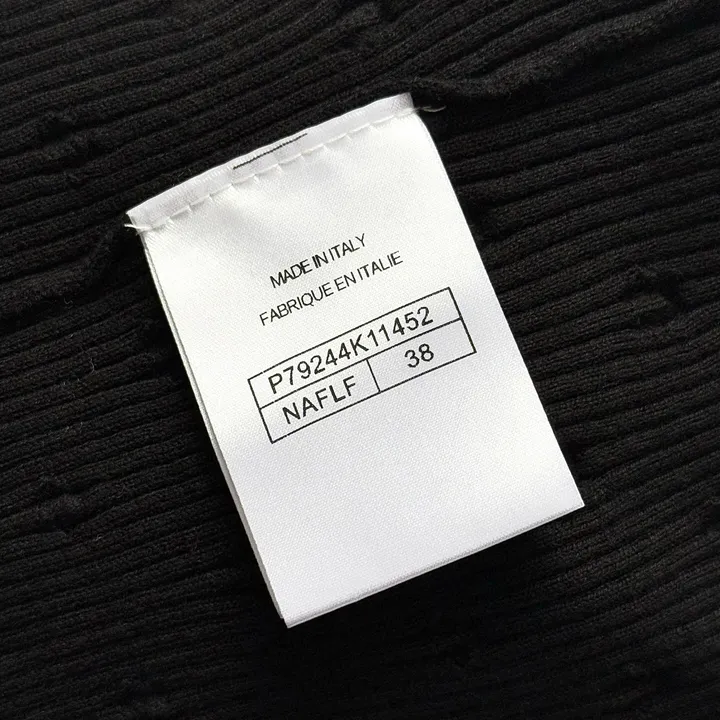 MADE IN ITALY
FABRIQUE EN ITALIE
P79244K11452
NAFLF 38